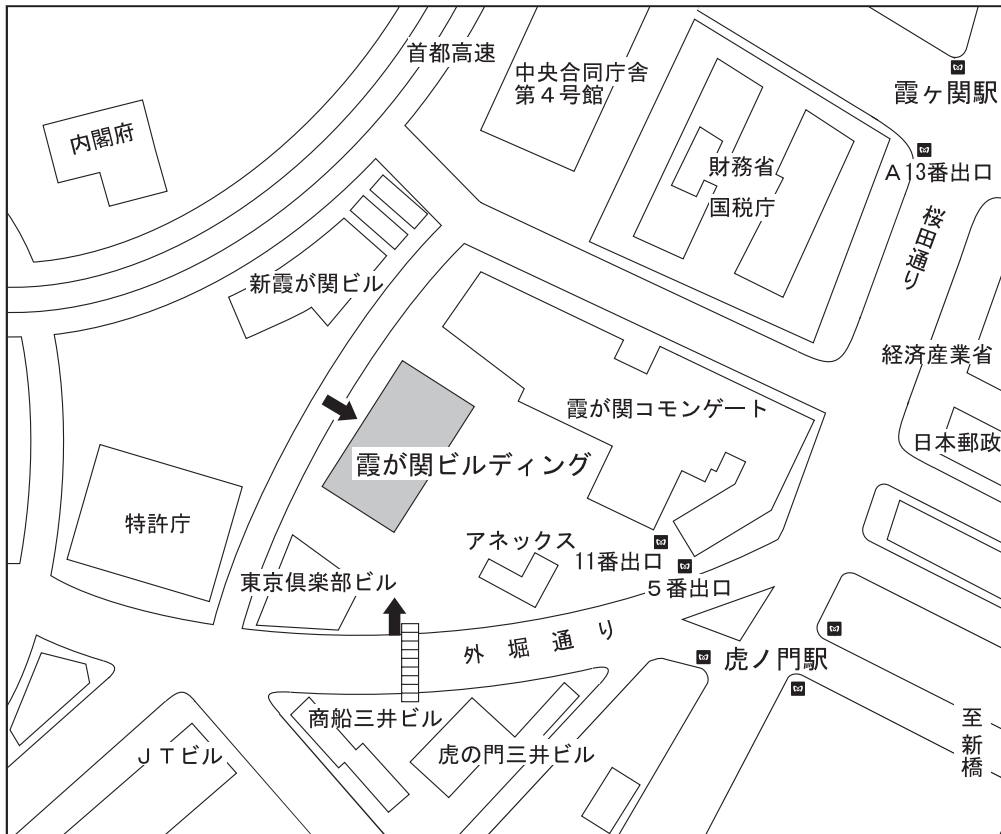 首都高速
中央合同庁舎
第４号館
霞ヶ関駅
内閣府
財務省
国税庁
Ａ13番出口
桜田通り
新霞が関ビル
経済産業省
霞が関コモンゲート
日本郵政
霞が関ビルディング
特許庁
アネックス
11番出口
５番出口
東京倶楽部ビル
外堀通り
虎ノ門駅
商船三井ビル
ＪＴビル
虎の門三井ビル
至新橋